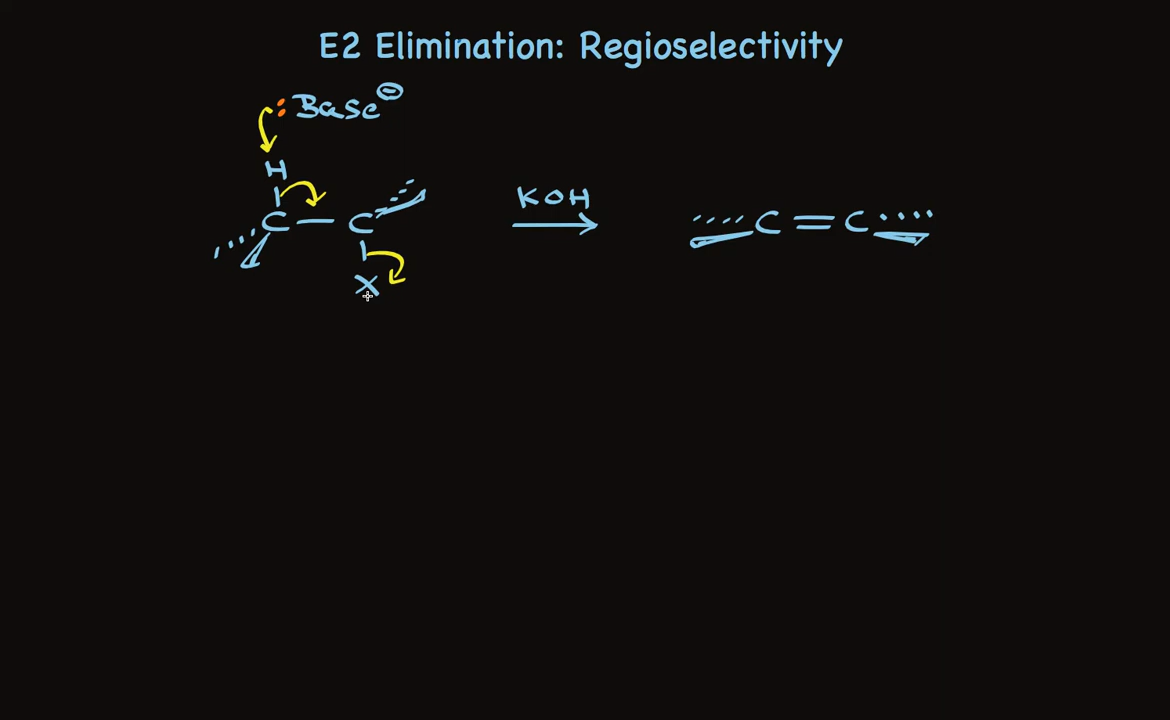 E2 Elimination: Regioselectivity
:Base⊖
H
KOH
C – C
C = C
X